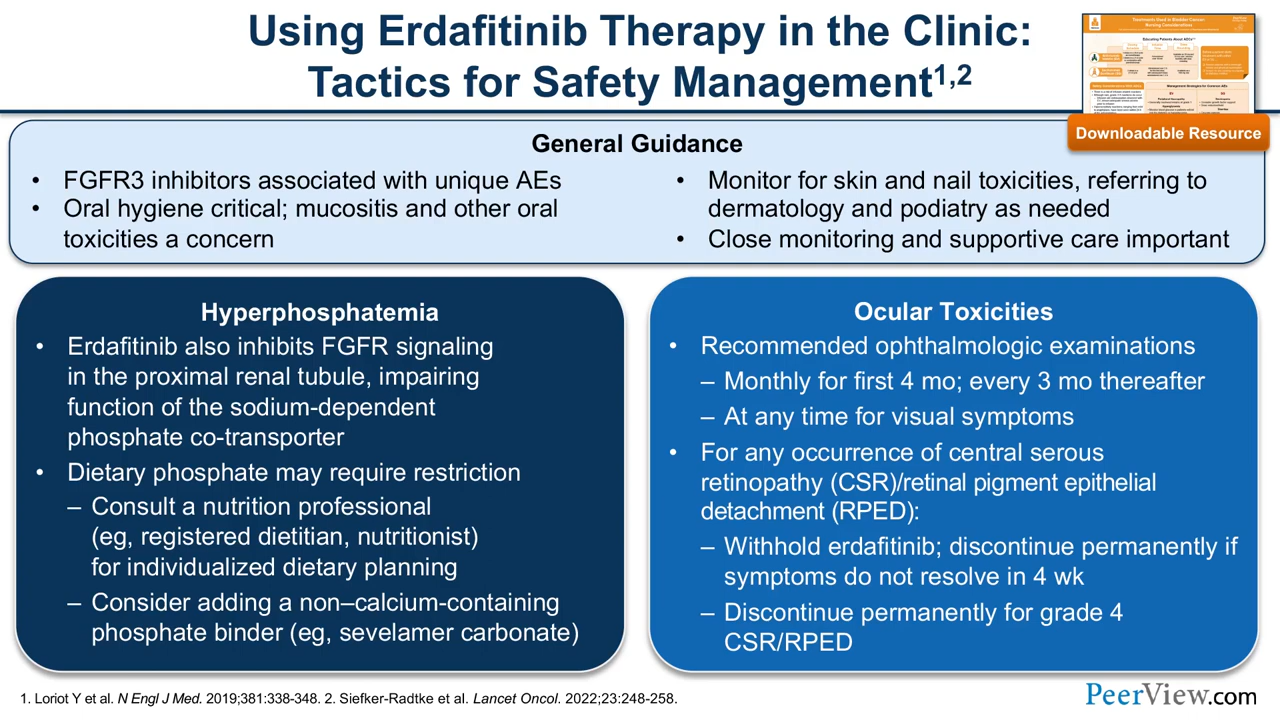 Using Erdafitinib Therapy in the Clinic:
Tactics for Safety Management1,2
Treatments Used in Bladder Cancer:
Nursing Considerations
Downloadable Resource
General Guidance
• FGFR3 inhibitors associated with unique AEs
• Oral hygiene critical; mucositis and other oral
toxicities a concern
• Monitor for skin and nail toxicities, referring to
dermatology and podiatry as needed
• Close monitoring and supportive care important
Hyperphosphatemia
• Erdafitinib also inhibits FGFR signaling
in the proximal renal tubule, impairing
function of the sodium-dependent
phosphate co-transporter
• Dietary phosphate may require restriction
– Consult a nutrition professional
(eg, registered dietitian, nutritionist)
for individualized dietary planning
– Consider adding a non–calcium-containing
phosphate binder (eg, sevelamer carbonate)
Ocular Toxicities
• Recommended ophthalmologic examinations
– Monthly for first 4 mo; every 3 mo thereafter
– At any time for visual symptoms
• For any occurrence of central serous
retinopathy (CSR)/retinal pigment epithelial
detachment (RPED):
– Withhold erdafitinib; discontinue permanently if
symptoms do not resolve in 4 wk
– Discontinue permanently for grade 4
CSR/RPED
1. Loriot Y et al. N Engl J Med. 2019;381:338-348. 2. Siefker-Radtke et al. Lancet Oncol. 2022;23:248-258.
PeerView.com